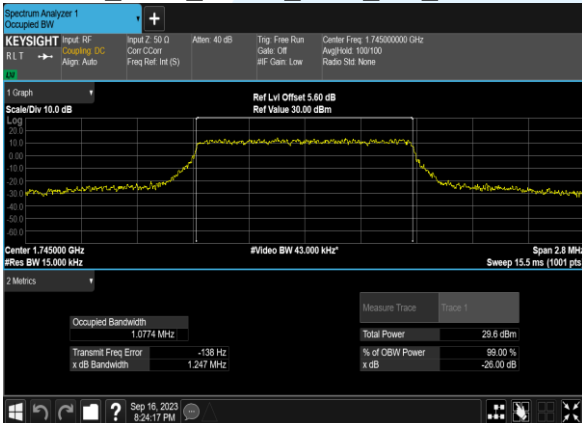 Spectrum Analyzer 1
Occupied BW
KEYSIGHT
Input: RF
Input Z: 50 Ω
Atten: 40 dB
Trig: Free Run
Center Freq: 1.745000000 GHz
RLT
Coupling: DC
Corr CCorr
Gate: Off
Avg|Hold: 100/100
Align: Auto
Freq Ref: Int (S)
#IF Gain: Low
Radio Std: None
1 Graph
Scale/Div 10.0 dB
Ref Lvl Offset 5.60 dB
Ref Value 30.00 dBm
Log
20.0
10.0
0.00
-10.0
-20.0
-30.0
-40.0
-50.0
-60.0
Center 1.745000 GHz
#Video BW 43.000 kHz*
Span 2.8 MHz
#Res BW 15.000 kHz
Sweep 15.5 ms (1001 pts
2 Metrics
Measure Trace
Trace 1
Occupied Bandwidth
1.0774 MHz
Total Power
29.6 dBm
Transmit Freq Error
-138 Hz
% of OBW Power
99.00 %
x dB Bandwidth
1.247 MHz
x dB
-26.00 dB
?
Sep 16, 2023
8:24:17 PM